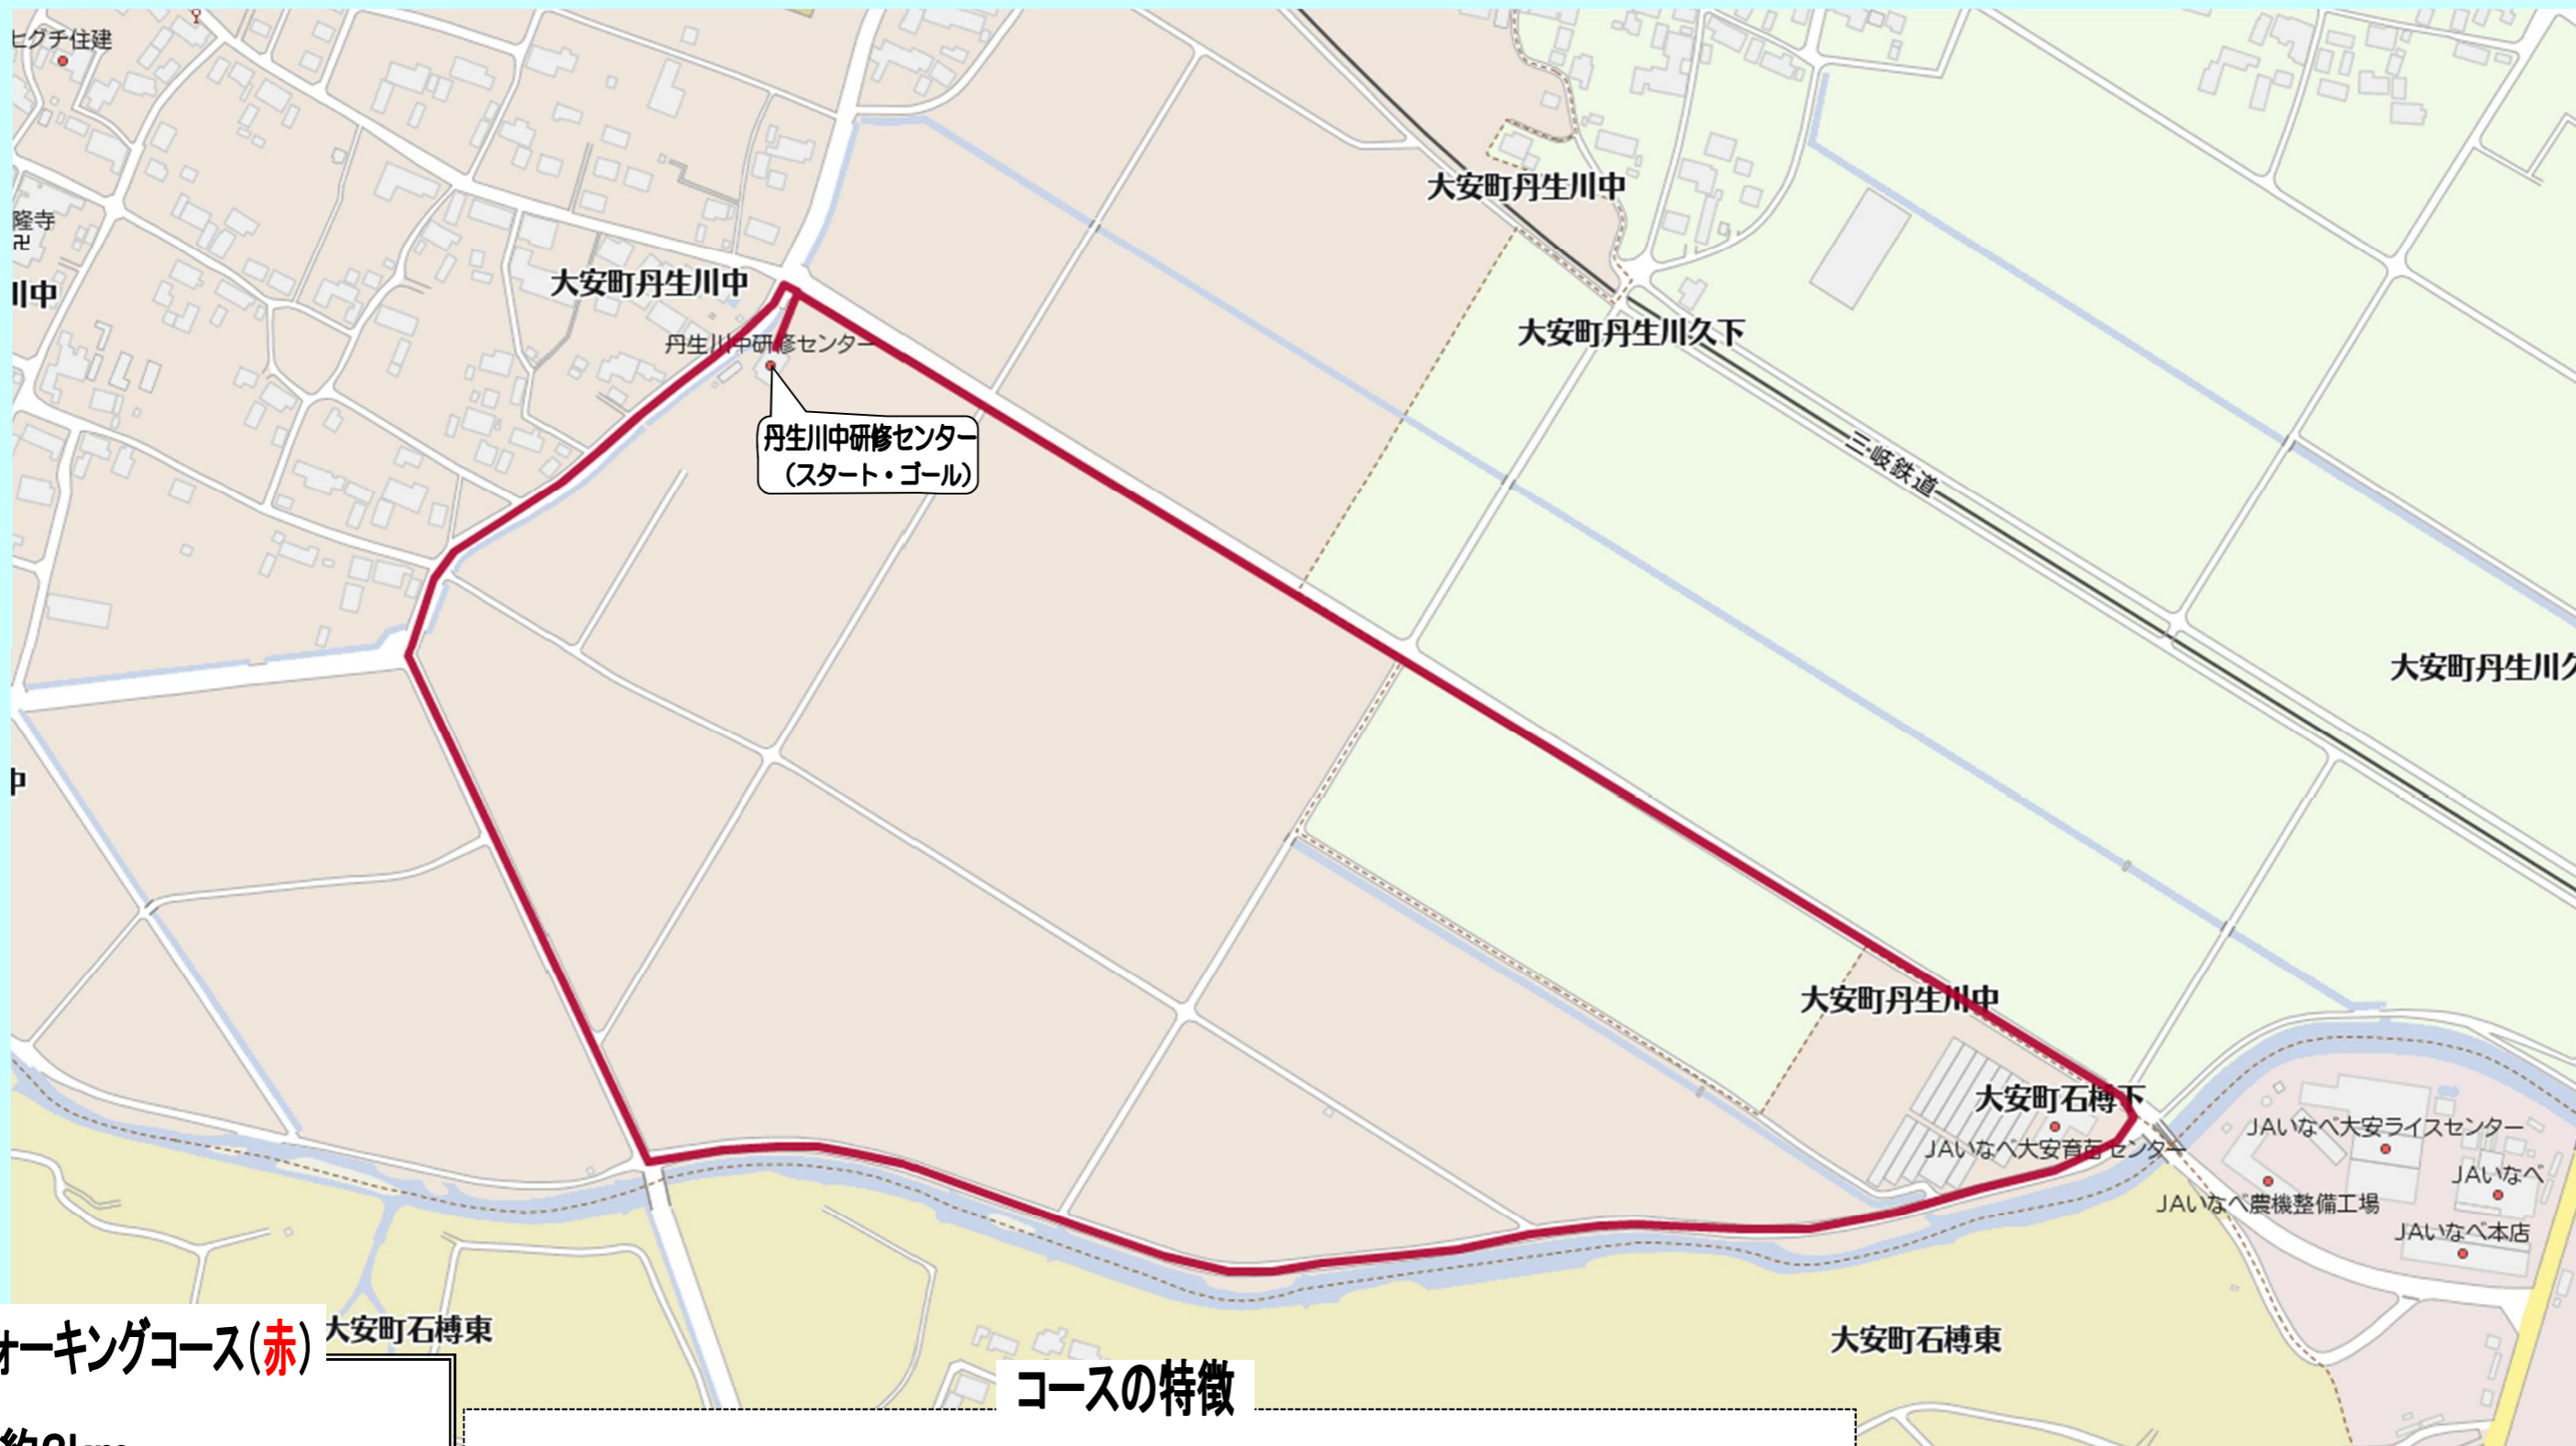 ヒグチ住建
隆寺
川中
大安町丹生川中
大安町丹生川中
丹生川中研修センター
大安町丹生川久下
丹生川中研修センター
(スタート・ゴール)
三岐鉄道
大安町丹生川久
中
大安町丹生川中
大安町石榑下
JAいなべ大安育苗センター
JAいなべ大安ライスセンター
JAいなべ
JAいなべ農機整備工場
JAいなべ本店
ォーキングコース(赤)
大安町石榑東
大安町石榑東
コースの特徴